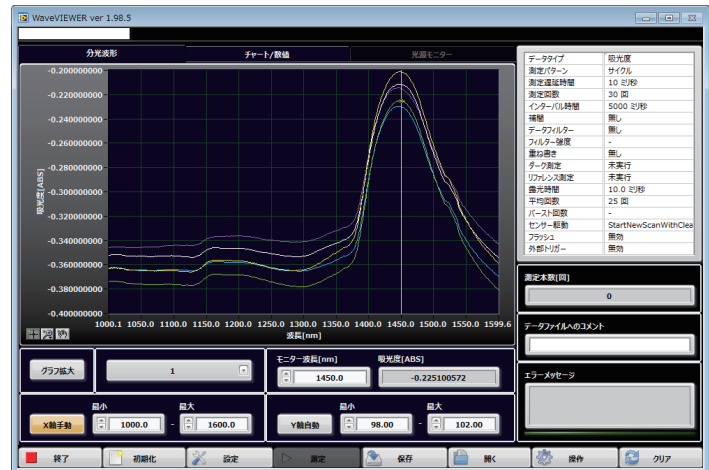 WaveVIEWER ver 1.98.5
分光波形
チャート/数値
光源モニター
-0.200000000
-0.220000000
-0.240000000
-0.260000000
-0.280000000
-0.300000000
-0.320000000
-0.340000000
-0.360000000
-0.380000000
-0.400000000
吸光度[ABS]
1000.1 1050.0 1100.0 1150.0 1200.0 1250.0 1300.0 1350.0 1400.0 1450.0 1500.0 1550.0 1599.6
波長[nm]
データタイプ 吸光度
測定パターン サイクル
測定遅延時間 10 ミリ秒
測定回数 30 回
インターバル時間 5000 ミリ秒
補間 無し
データフィルター 無し
フィルター強度 -
重ね書き 無し
ダーク測定 未実行
リファレンス測定 未実行
露光時間 10.0 ミリ秒
平均回数 25 回
バースト回数 -
センサー駆動 StartNewScanWithClea
フラッシュ 無効
外部トリガー 無効
測定本数[回]
0
データファイルへのコメント
エラーメッセージ
グラフ拡大
1
モニター波長[nm] 吸光度[ABS]
1450.0 -0.225100572
最小 最大
X軸手動 1000.0 - 1600.0
最小 最大
Y軸自動 98.00 - 102.00
終了 初期化 設定 測定 保存 開く 操作 クリア